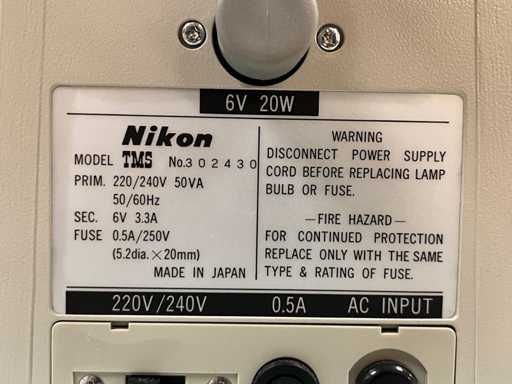 6V 20W
Nikon
MODEL TMS No.302430
PRIM. 220/240V 50VA
50/60Hz
SEC. 6V 3.3A
FUSE 0.5A/250V
(5.2dia.×20mm)
MADE IN JAPAN
WARNING
DISCONNECT POWER SUPPLY
CORD BEFORE REPLACING LAMP
BULB OR FUSE.
—FIRE HAZARD—
FOR CONTINUED PROTECTION
REPLACE ONLY WITH THE SAME
TYPE & RATING OF FUSE.
220V/240V 0.5A AC INPUT